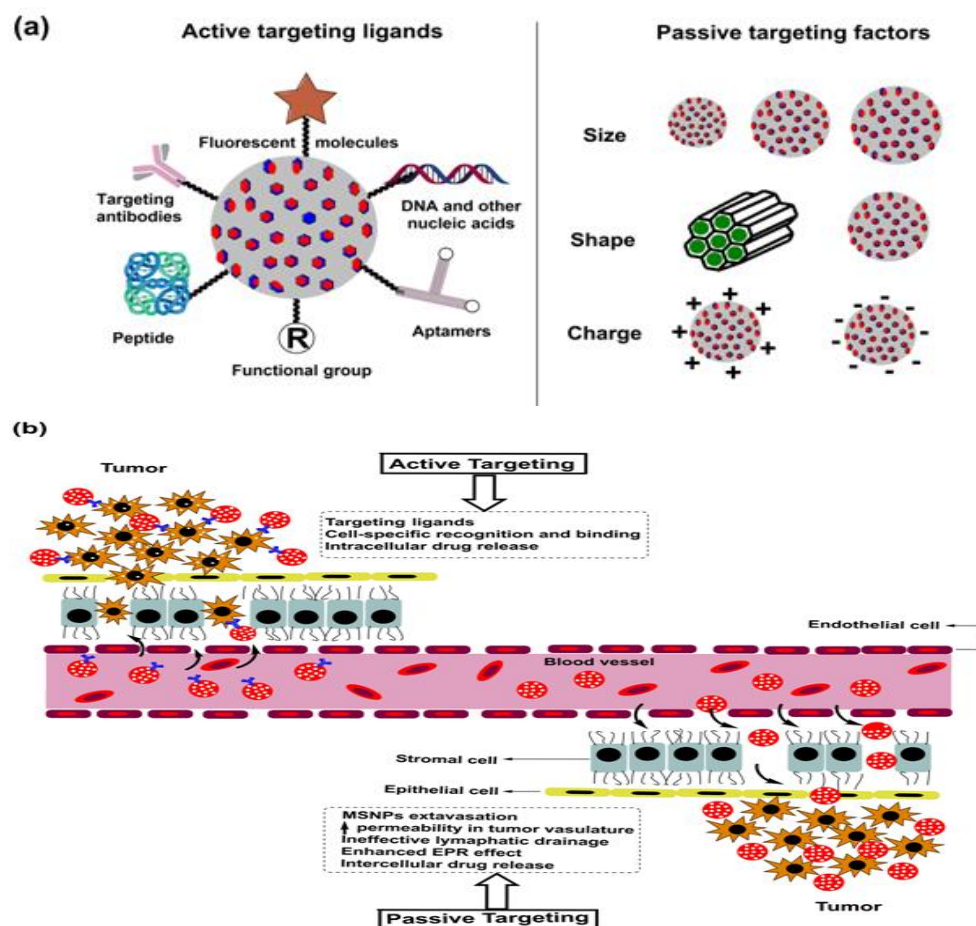 (a)
Active targeting ligands
Fluorescent molecules
Targeting
antibodies
DNA and other
nucleic acids
Peptide
R
Functional group
Aptamers
Passive targeting factors
Size
Shape
Charge
+ + + + + +
- - - - - - - -
(b)
Tumor
Active Targeting
Targeting ligands
Cell-specific recognition and binding
Intracellular drug release
Endothelial cell
Blood vessel
Stromal cell
Epithelial cell
MSNPs extavasation
permeability in tumor vasculature
Ineffective lymaphatic drainage
Enhanced EPR effect
Intercellular drug release
Passive Targeting
Tumor